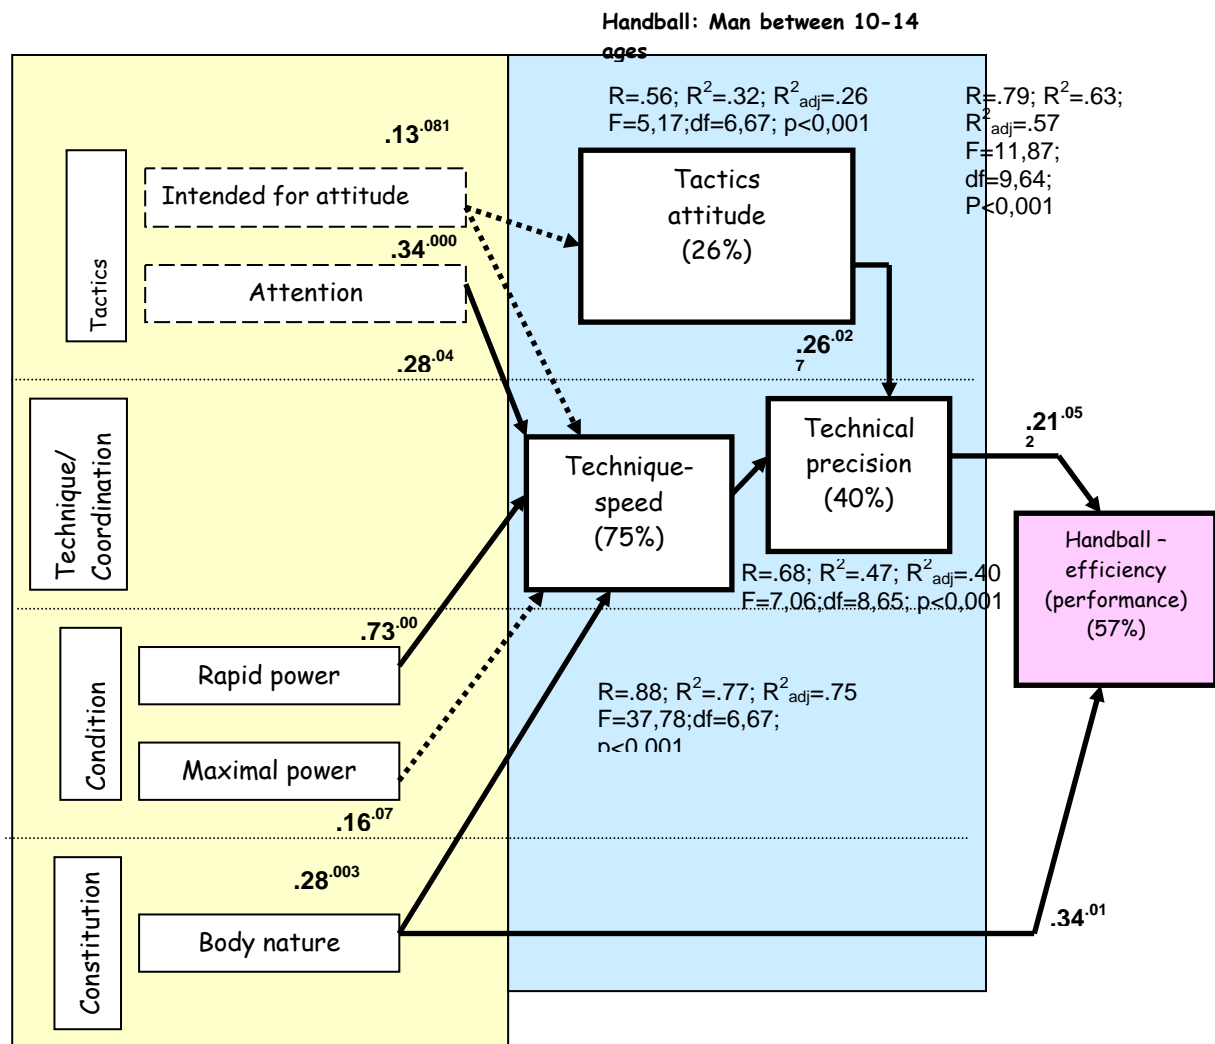 Handball: Man between 10-14
ages
R=.56; R²=.32; R²adj=.26
F=5,17;df=6,67; p<0,001
R=.79; R²=.63;
R²adj=.57
F=11,87;
df=9,64;
P<0,001
.13.081
Tactics
Intended for attitude
Tactics
attitude
(26%)
.34.000
Attention
.26.02
7
.28.04
Technique/
Coordination
Technique-
speed
(75%)
Technical
precision
(40%)
.21.05
2
Handball –
efficiency
(performance)
(57%)
R=.68; R²=.47; R²adj=.40
F=7,06;df=8,65; p<0,001
.73.00
Condition
Rapid power
R=.88; R²=.77; R²adj=.75
F=37,78;df=6,67;
p<0,001
Maximal power
.16.07
Constitution
.28.003
Body nature
.34.01